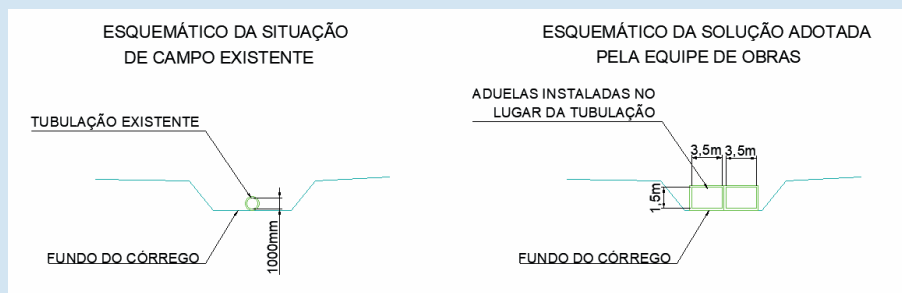 ESQUEMÁTICO DA SITUAÇÃO
DE CAMPO EXISTENTE
TUBULAÇÃO EXISTENTE
1000mm
FUNDO DO CÓRREGO
ESQUEMÁTICO DA SOLUÇÃO ADOTADA
PELA EQUIPE DE OBRAS
ADUELAS INSTALADAS NO
LUGAR DA TUBULAÇÃO
3,5m 3,5m
1,5m
FUNDO DO CÓRREGO